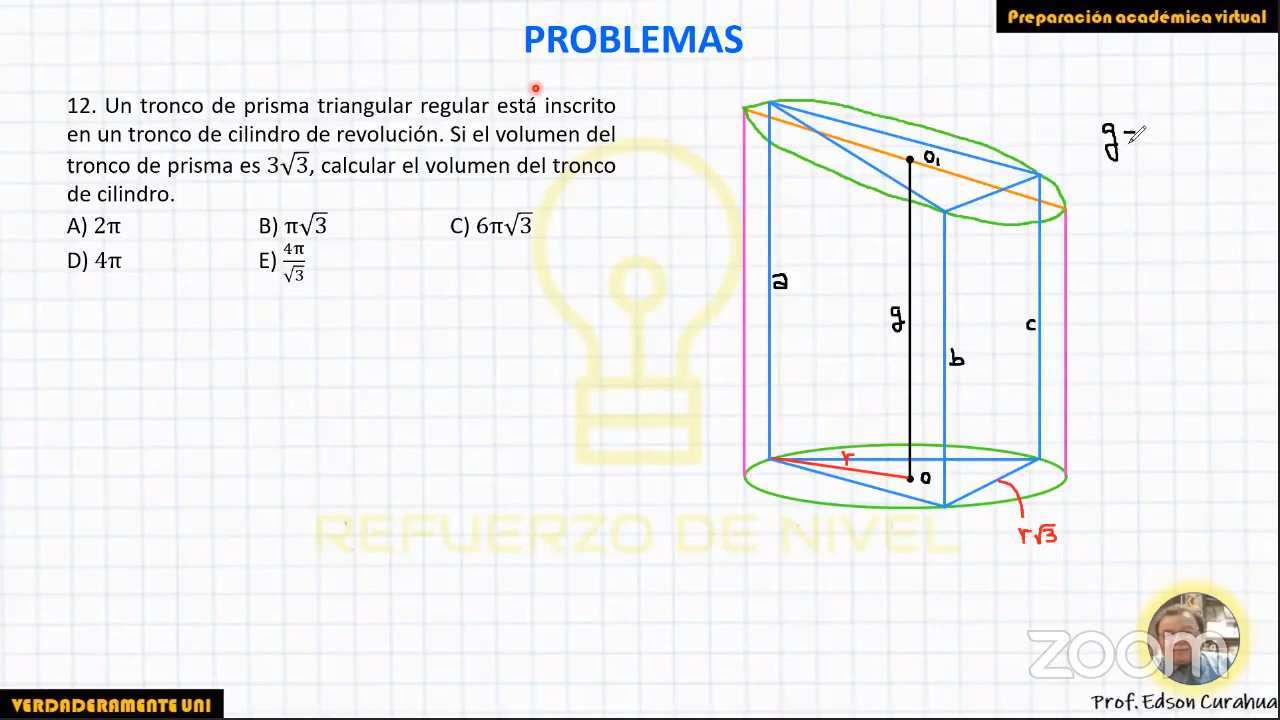 Preparación académica virtual
PROBLEMAS
12. Un tronco de prisma triangular regular está inscrito
en un tronco de cilindro de revolución. Si el volumen del
tronco de prisma es 3√3, calcular el volumen del tronco
de cilindro.
A) 2π B) π√3 C) 6π√3
D) 4π E) 4π/√3
g =
O₁
a
g
c
b
r
O
r√3
REFUERZO DE NIVEL
zoom
VERDADERAMENTE UNI
Prof. Edson Curahua